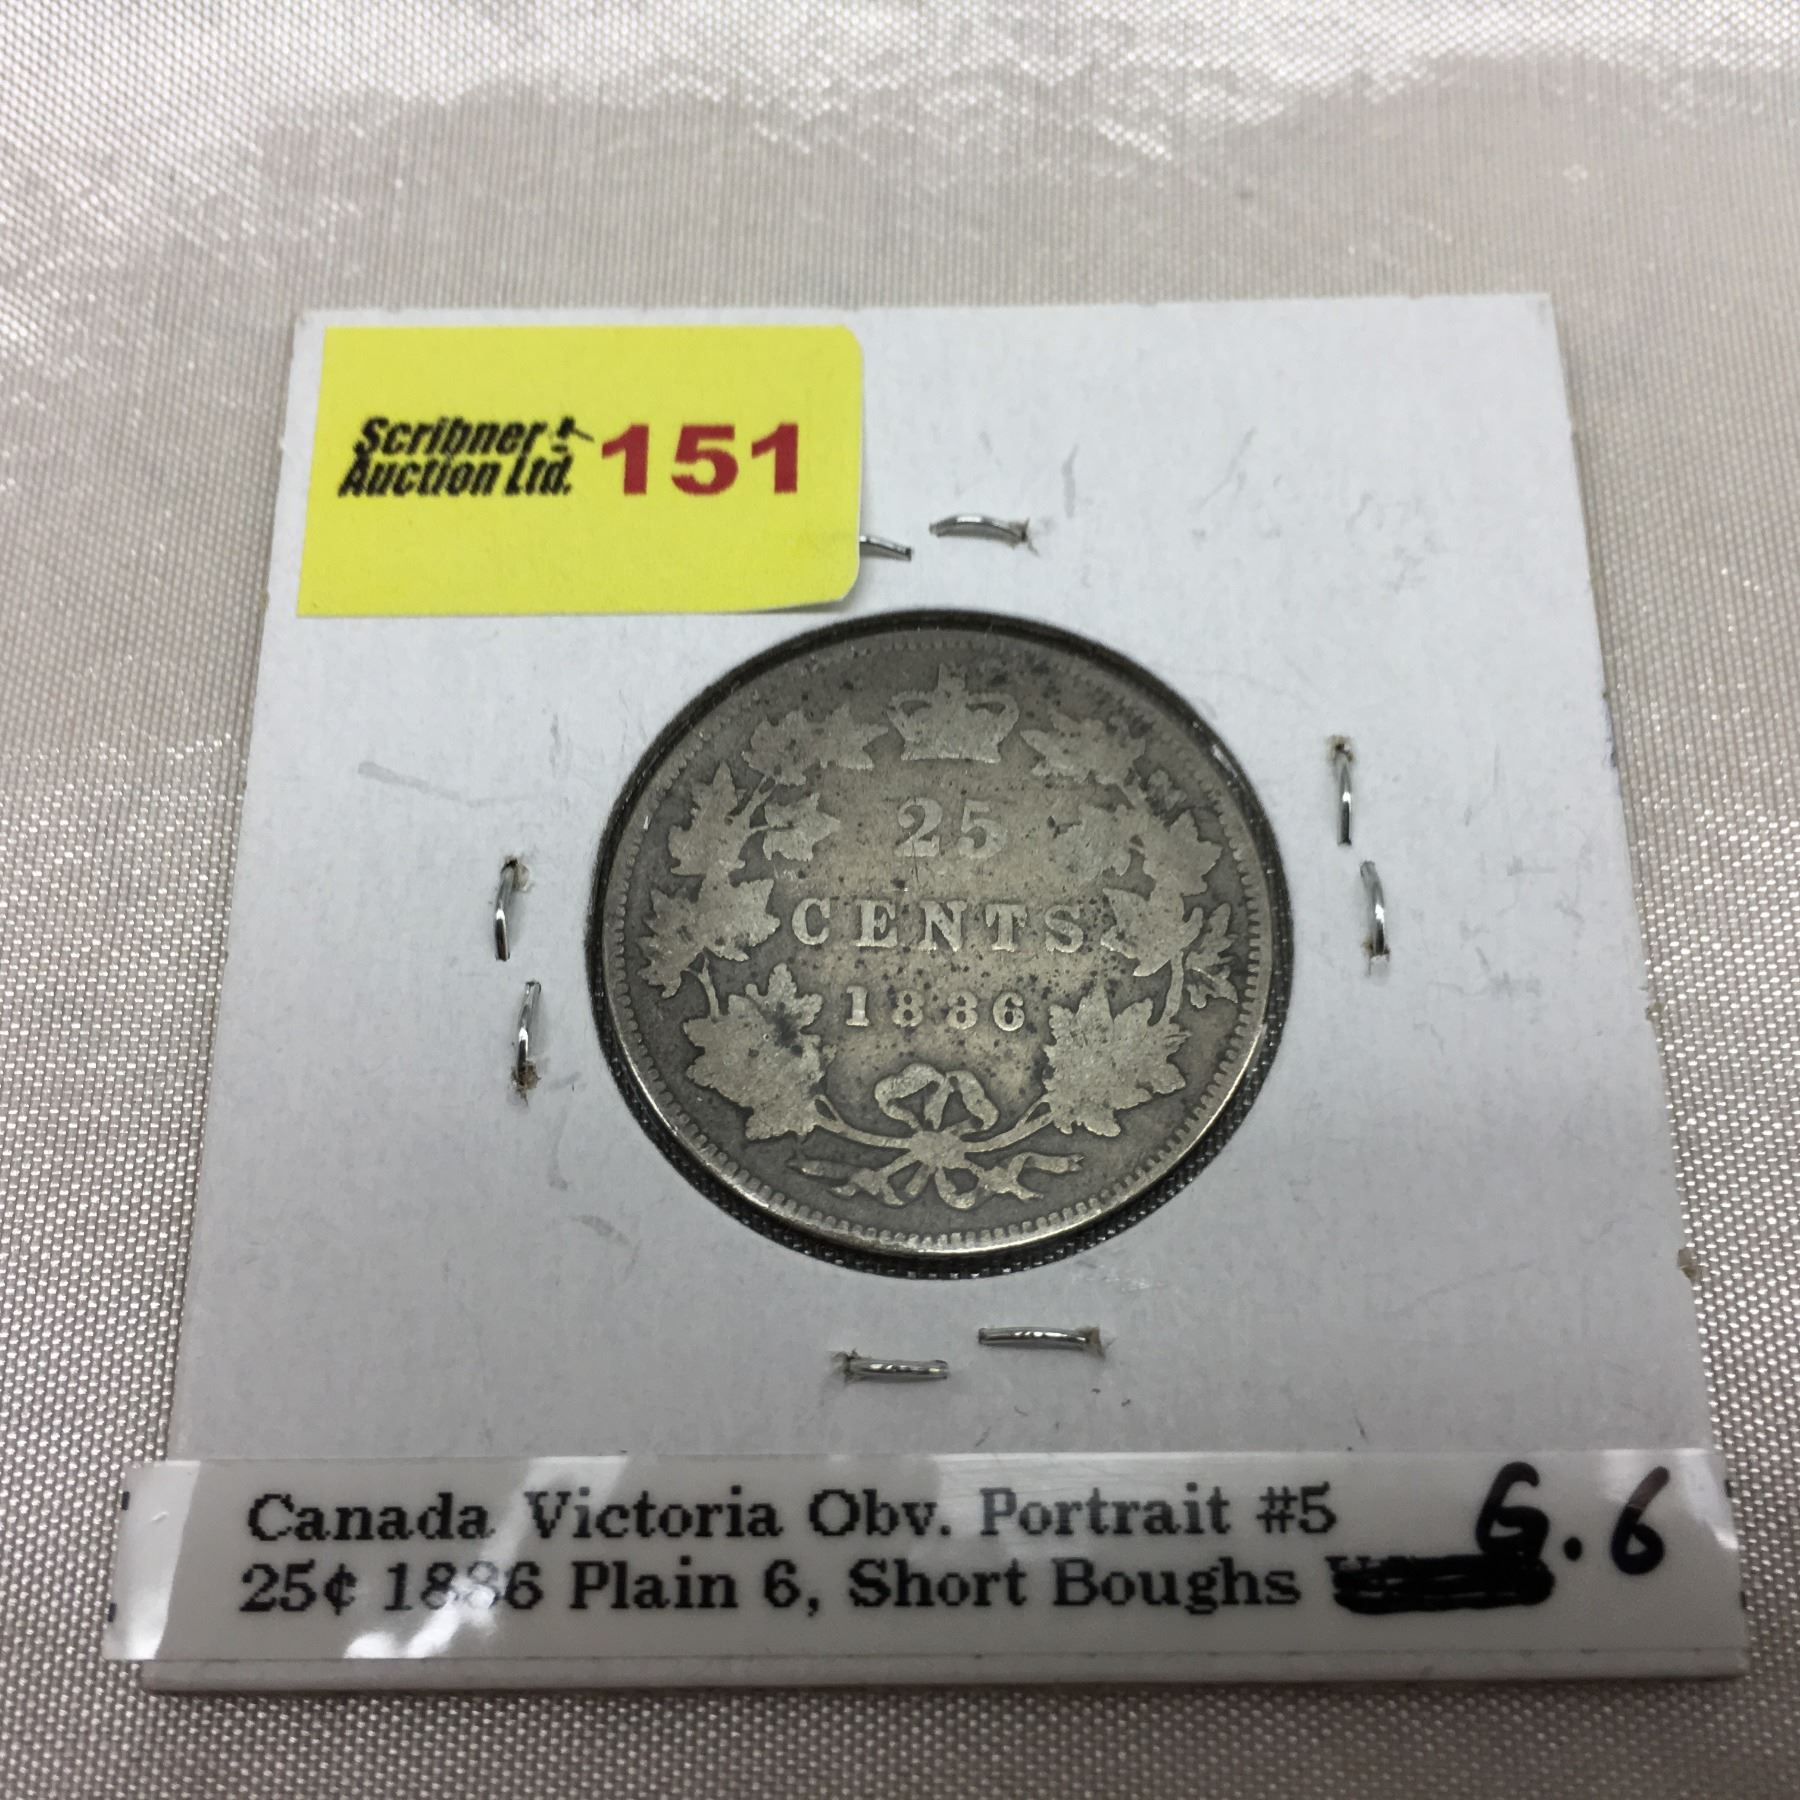 Scribner
Auction Ltd.
151
25
CENTS
1886
Canada Victoria Obv. Portrait #5
25¢ 1886 Plain 6, Short Boughs
G.6